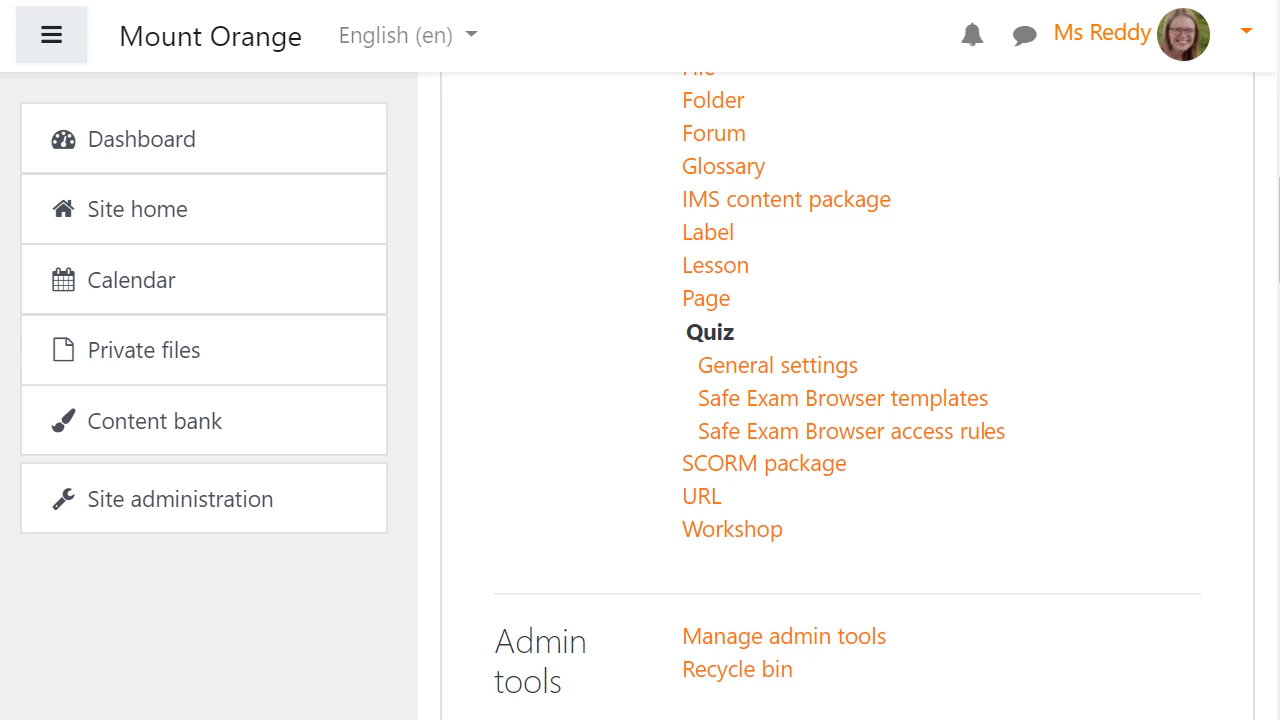 Mount Orange
English (en)
Ms Reddy
Dashboard
Site home
Calendar
Private files
Content bank
Site administration
Folder
Forum
Glossary
IMS content package
Label
Lesson
Page
Quiz
General settings
Safe Exam Browser templates
Safe Exam Browser access rules
SCORM package
URL
Workshop
Admin
tools
Manage admin tools
Recycle bin